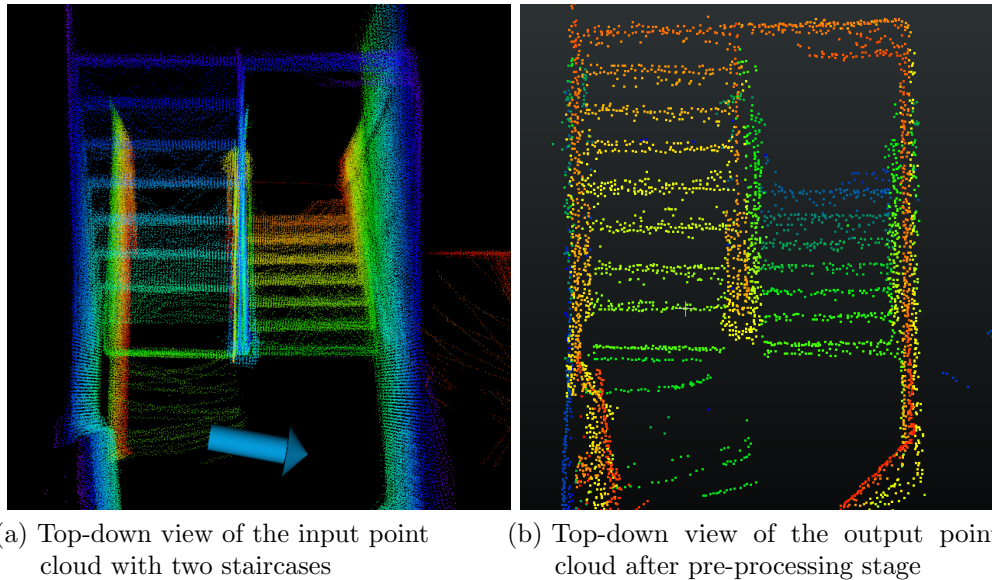 (a) Top-down view of the input point
cloud with two staircases
(b) Top-down view of the output point
cloud after pre-processing stage